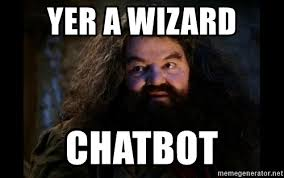 YER A WIZARD
CHATBOT
memegenerator.net